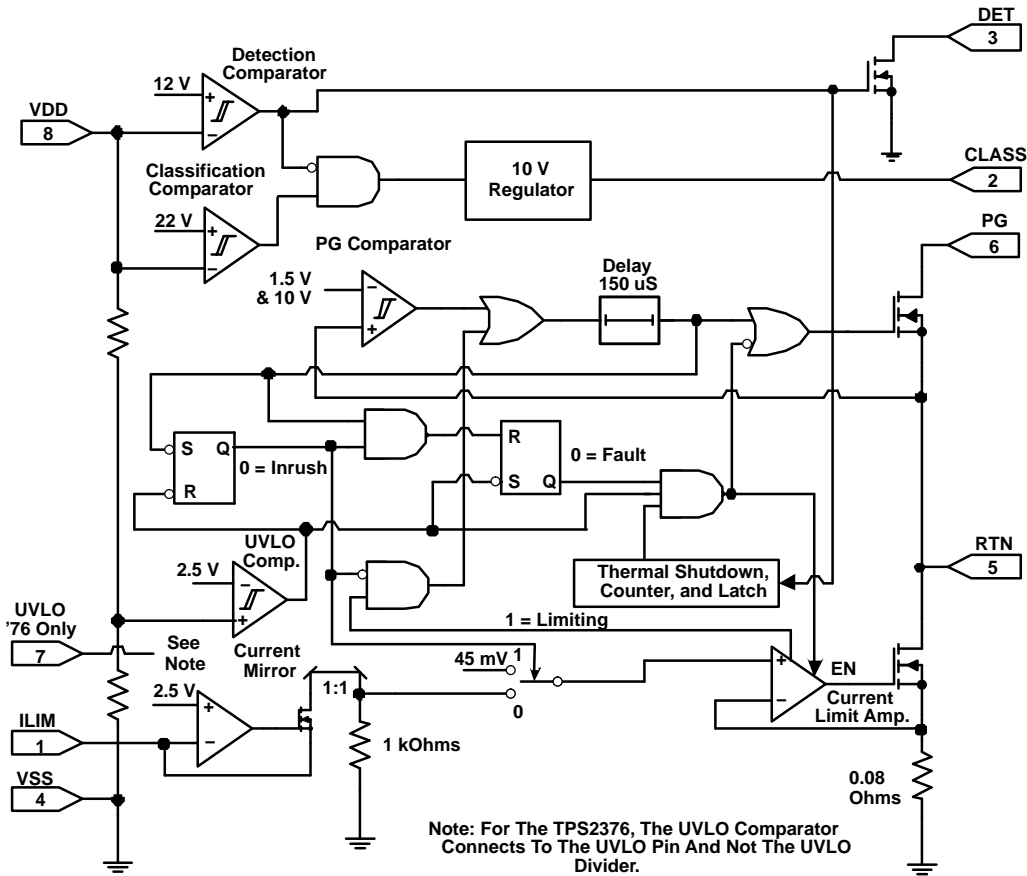 DET
3
Detection
Comparator
12 V
+
−
VDD
8
Classification
Comparator
10 V
Regulator
CLASS
2
22 V
+
−
PG Comparator
PG
6
1.5 V
& 10 V
−
+
Delay
150 uS
S
Q
R
0 = Inrush
R
S
Q
0 = Fault
UVLO
Comp.
2.5 V
−
+
Thermal Shutdown,
Counter, and Latch
RTN
5
UVLO
'76 Only
7
See
Note
Current
Mirror
1 = Limiting
45 mV
1
0
1:1
2.5 V
+
−
+
−
EN
Current
Limit Amp.
ILIM
1
1 kOhms
VSS
4
0.08
Ohms
Note: For The TPS2376, The UVLO Comparator
Connects To The UVLO Pin And Not The UVLO
Divider.